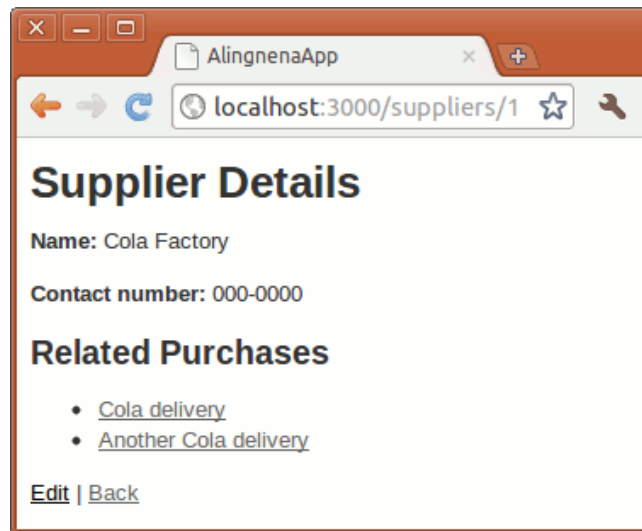 AlingnenaApp
localhost:3000/suppliers/1
Supplier Details
Name: Cola Factory
Contact number: 000-0000
Related Purchases
Cola delivery
Another Cola delivery
Edit | Back